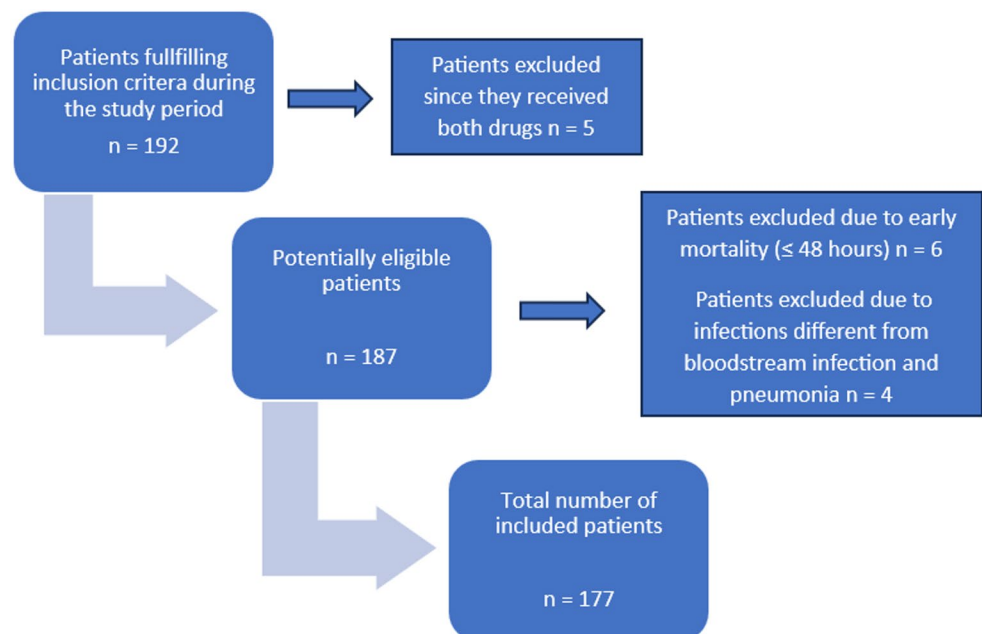 Patients fullfilling
inclusion critera during
the study period
n = 192
Patients excluded
since they received
both drugs n = 5
Potentially eligible
patients
n = 187
Patients excluded due to early
mortality (≤ 48 hours) n = 6
Patients excluded due to
infections different from
bloodstream infection and
pneumonia n = 4
Total number of
included patients
n = 177